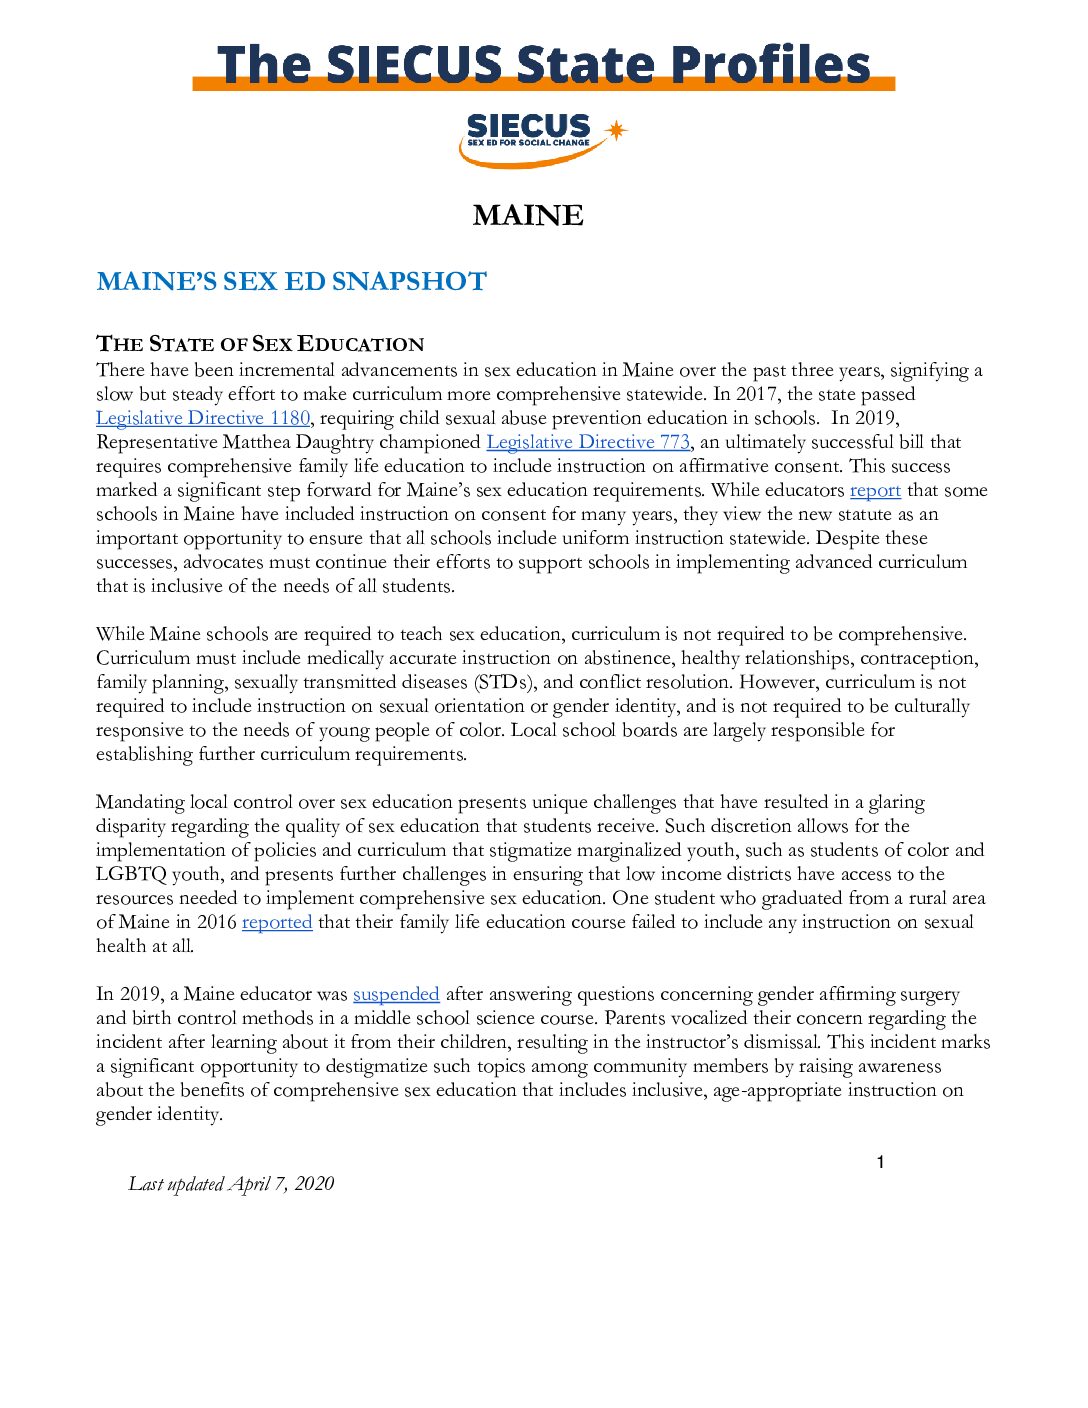 The SIECUS State Profiles
SIECUS
SEX ED FOR SOCIAL CHANGE
MAINE
MAINE’S SEX ED SNAPSHOT
THE STATE OF SEX EDUCATION
There have been incremental advancements in sex education in Maine over the past three years, signifying a
slow but steady effort to make curriculum more comprehensive statewide. In 2017, the state passed
Legislative Directive 1180, requiring child sexual abuse prevention education in schools.  In 2019,
Representative Matthea Daughtry championed Legislative Directive 773, an ultimately successful bill that
requires comprehensive family life education to include instruction on affirmative consent. This success
marked a significant step forward for Maine’s sex education requirements. While educators report that some
schools in Maine have included instruction on consent for many years, they view the new statute as an
important opportunity to ensure that all schools include uniform instruction statewide. Despite these
successes, advocates must continue their efforts to support schools in implementing advanced curriculum
that is inclusive of the needs of all students.
While Maine schools are required to teach sex education, curriculum is not required to be comprehensive.
Curriculum must include medically accurate instruction on abstinence, healthy relationships, contraception,
family planning, sexually transmitted diseases (STDs), and conflict resolution. However, curriculum is not
required to include instruction on sexual orientation or gender identity, and is not required to be culturally
responsive to the needs of young people of color. Local school boards are largely responsible for
establishing further curriculum requirements.
Mandating local control over sex education presents unique challenges that have resulted in a glaring
disparity regarding the quality of sex education that students receive. Such discretion allows for the
implementation of policies and curriculum that stigmatize marginalized youth, such as students of color and
LGBTQ youth, and presents further challenges in ensuring that low income districts have access to the
resources needed to implement comprehensive sex education. One student who graduated from a rural area
of Maine in 2016 reported that their family life education course failed to include any instruction on sexual
health at all.
In 2019, a Maine educator was suspended after answering questions concerning gender affirming surgery
and birth control methods in a middle school science course. Parents vocalized their concern regarding the
incident after learning about it from their children, resulting in the instructor’s dismissal. This incident marks
a significant opportunity to destigmatize such topics among community members by raising awareness
about the benefits of comprehensive sex education that includes inclusive, age-appropriate instruction on
gender identity.
1
Last updated April 7, 2020